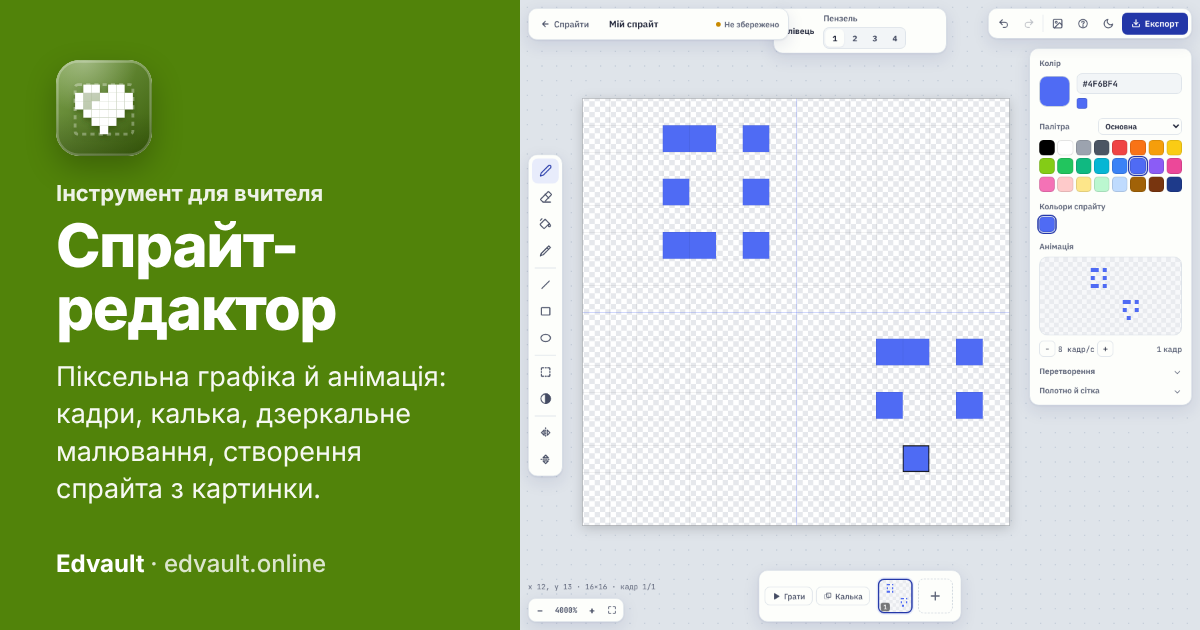 Інструмент для вчителя
Спрайт-
редактор
Піксельна графіка й анімація:
кадри, калька, дзеркальне
малювання, створення
спрайта з картинки.
Edvault · edvault.online
Спрайти
Мій спрайт
Не збережено
Пензель
1 2 3 4
Експорт
Колір
#4F6BF4
Палітра
Основна
Кольори спрайту
Анімація
- 8 кадр/с +
1 кадр
Перетворення
Полотно й сітка
x 12, y 13 · 16×16 · кадр 1/1
− 4000% +
Грати
Калька
1
+